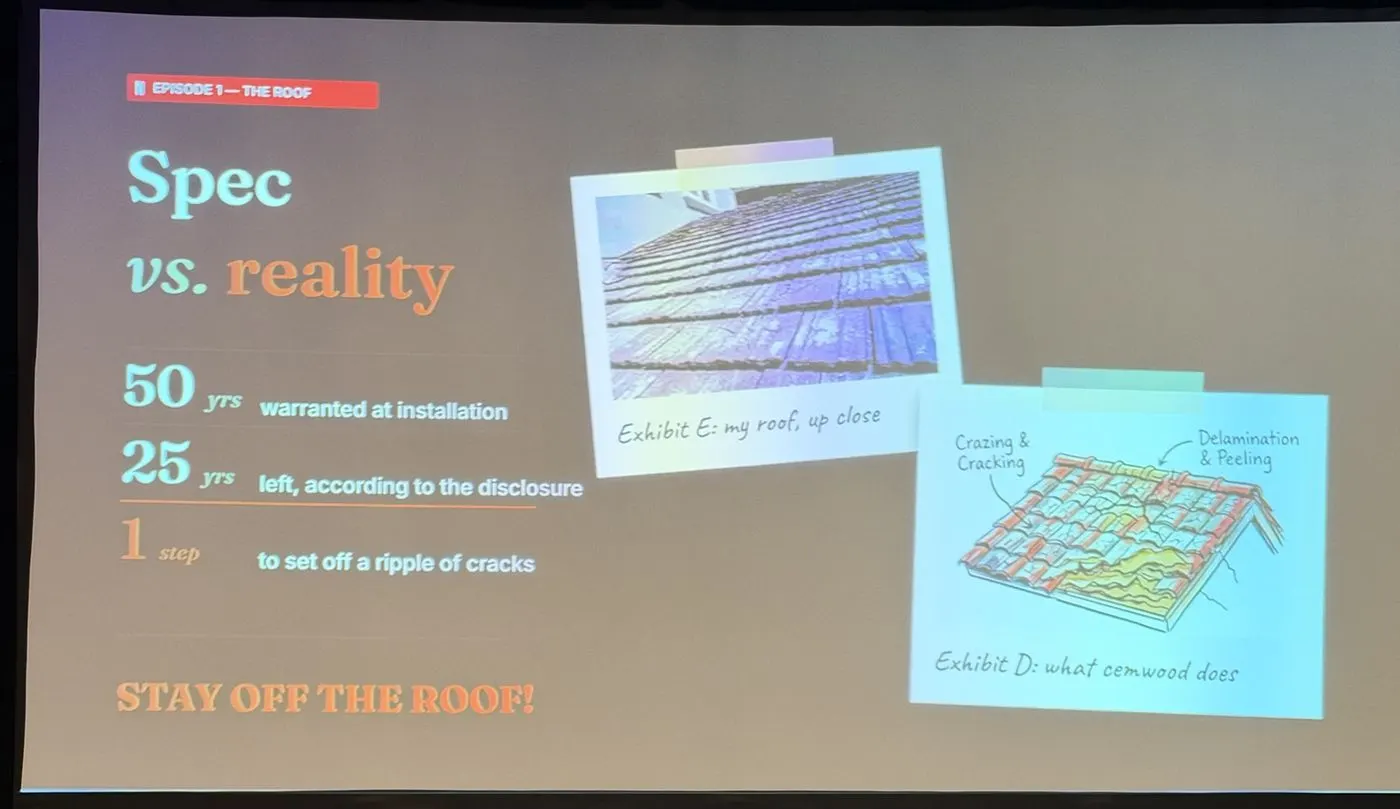 EPISODE 1 — THE ROOF
Spec
vs. reality
50 yrs warranted at installation
25 yrs left, according to the disclosure
1 step to set off a ripple of cracks
STAY OFF THE ROOF!
Exhibit E: my roof, up close
Crazing &
Cracking
Delamination
& Peeling
Exhibit D: what cemwood does